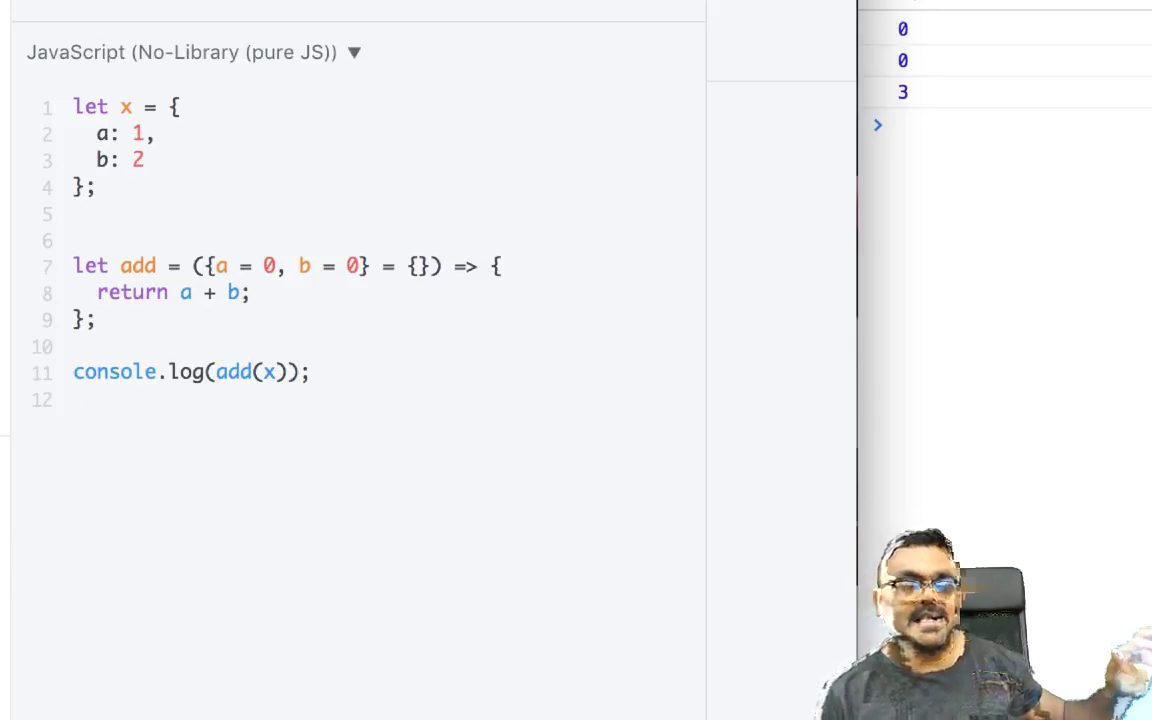 JavaScript (No-Library (pure JS)) ▼
1 let x = {
2   a: 1,
3   b: 2
4 };
5
6
7 let add = ({a = 0, b = 0} = {}) => {
8   return a + b;
9 };
10
11 console.log(add(x));
12
0
0
3
>